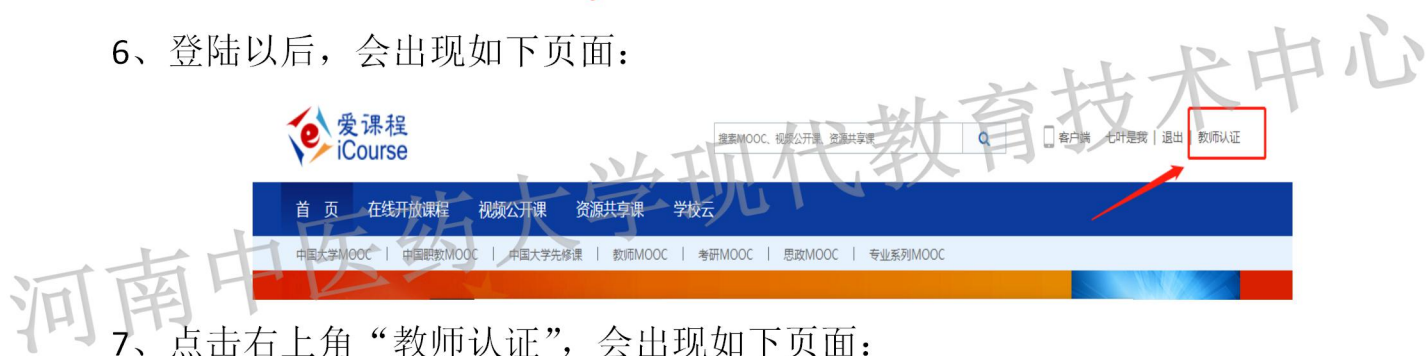 6、登陆以后，会出现如下页面：
爱课程
iCourse
搜索MOOC、视频公开课、资源共享课
客户端 七叶是我 | 退出 | 教师认证
首 页 在线开放课程 视频公开课 资源共享课 学校云
中国大学MOOC | 中国职教MOOC | 中国大学先修课 | 教师MOOC | 考研MOOC | 思政MOOC | 专业系列MOOC
河南中医药大学现代教育技术中心
7、点击右上角“教师认证”，会出现如下页面：